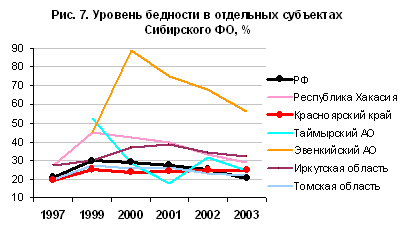 Рис. 7. Уровень бедности в отдельных субъектах
Сибирского ФО, %
90
80
70
60
50
40
30
20
10
1997 1999 2000 2001 2002 2003
РФ
Республика Хакасия
Красноярский край
Таймырский АО
Эвенкийский АО
Иркутская область
Томская область